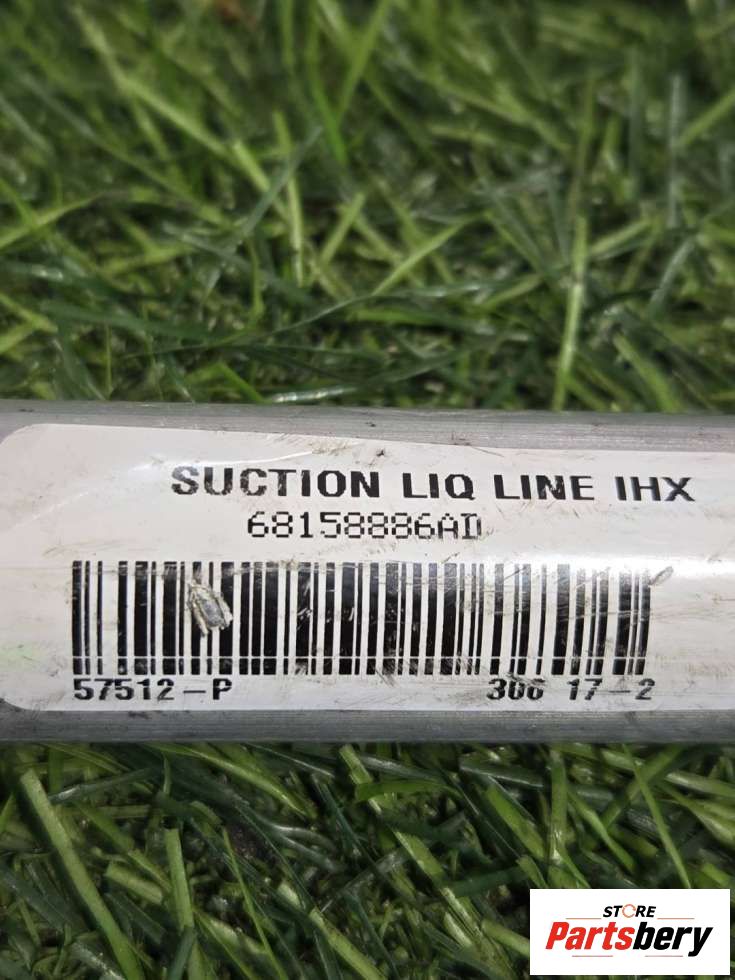 SUCTION LIQ LINE IHX
68158886AD
57512-P 306 17-2
STORE
Partsbery